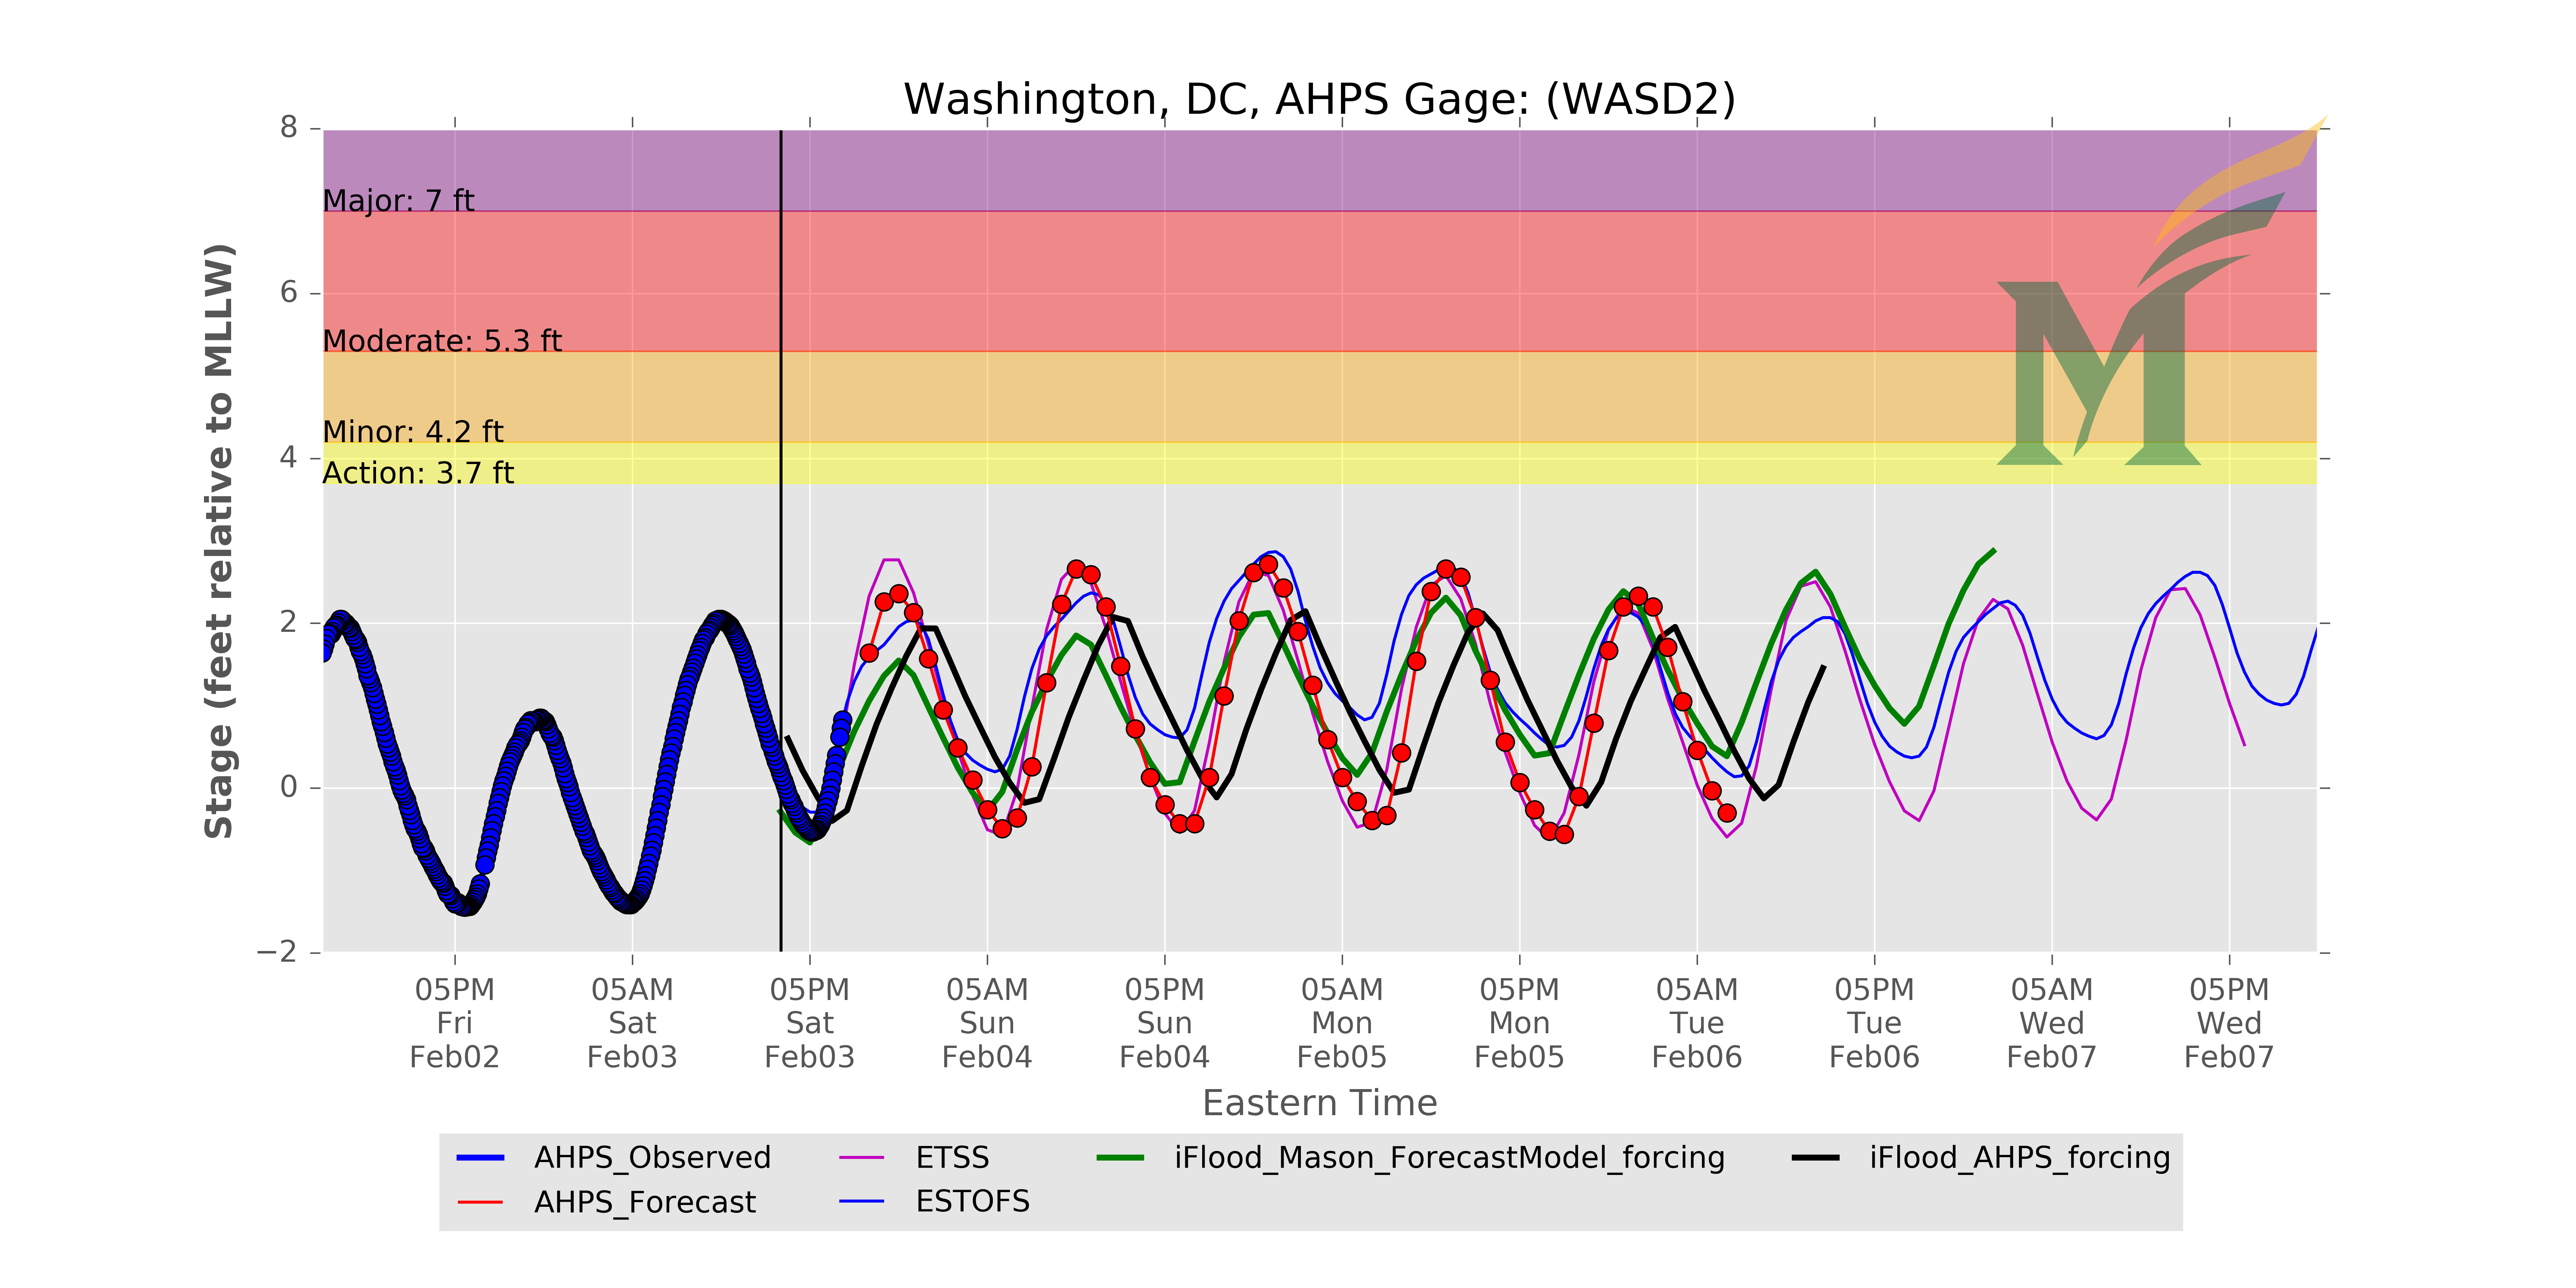 Washington, DC, AHPS Gage: (WASD2)
Stage (feet relative to MLLW)
8
6
4
2
0
−2
Major: 7 ft
Moderate: 5.3 ft
Minor: 4.2 ft
Action: 3.7 ft
M
05PM 05AM 05PM 05AM 05PM 05AM 05PM 05AM 05PM 05AM 05PM
Fri Sat Sat Sun Sun Mon Mon Tue Tue Wed Wed
Feb02 Feb03 Feb03 Feb04 Feb04 Feb05 Feb05 Feb06 Feb06 Feb07 Feb07
Eastern Time
AHPS_Observed ETSS iFlood_Mason_ForecastModel_forcing iFlood_AHPS_forcing
AHPS_Forecast ESTOFS